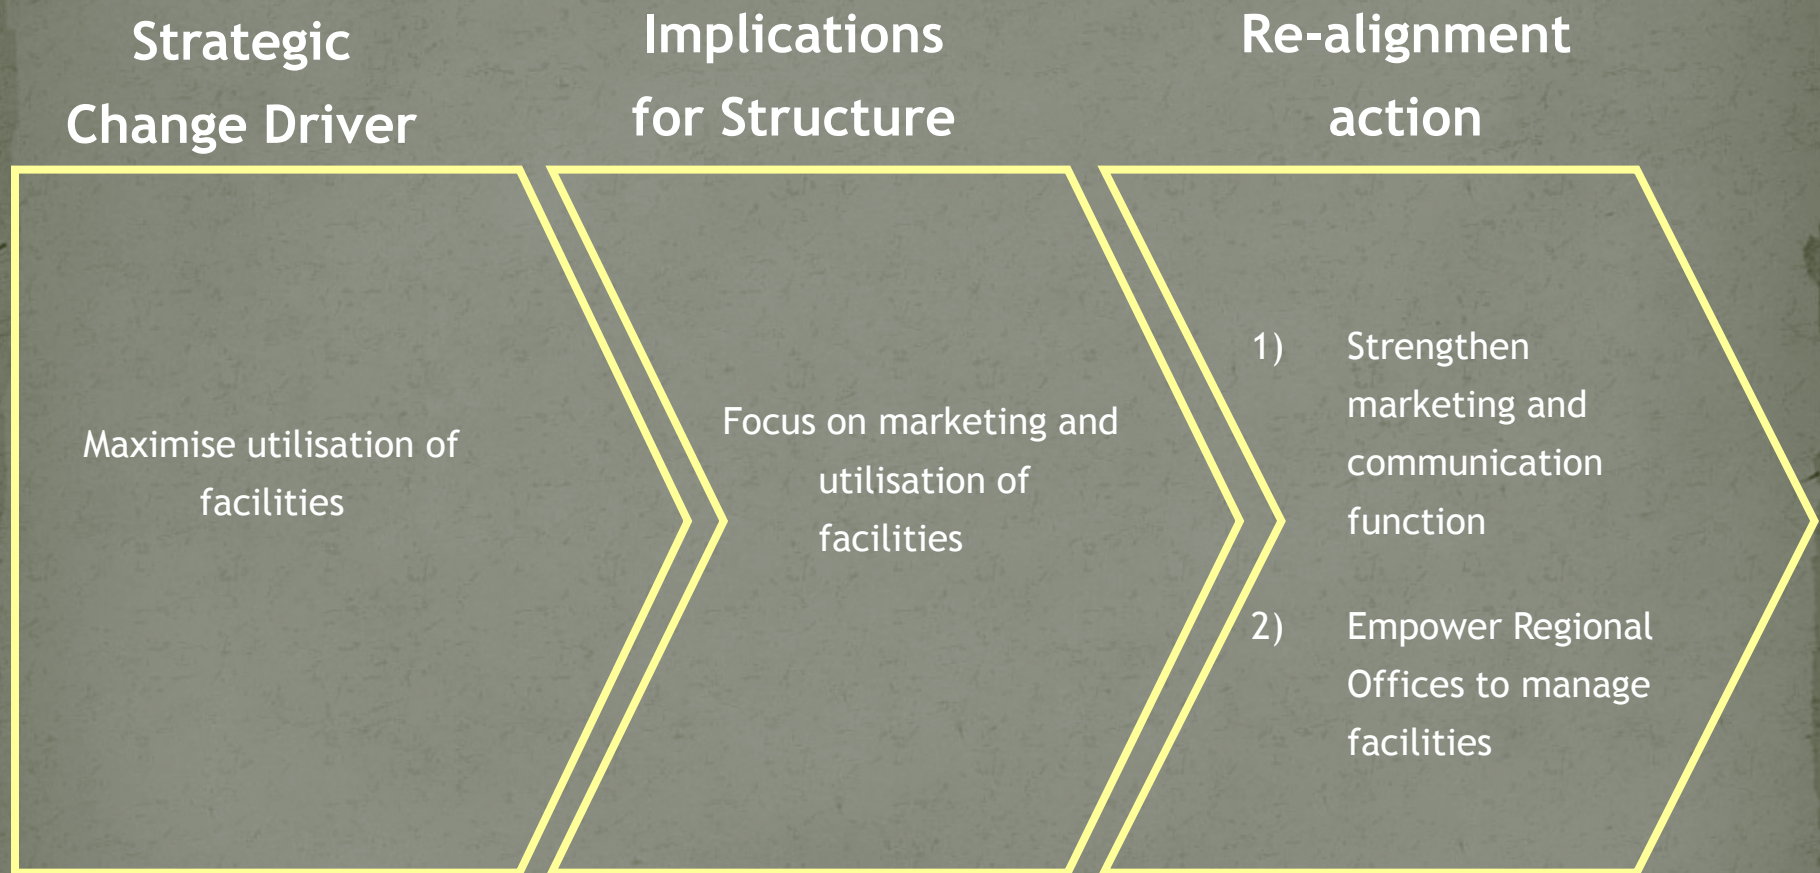 Strategic
Change Driver
Implications
for Structure
Re-alignment
action
Maximise utilisation of
facilities
Focus on marketing and
utilisation of
facilities
1) Strengthen
marketing and
communication
function
2) Empower Regional
Offices to manage
facilities